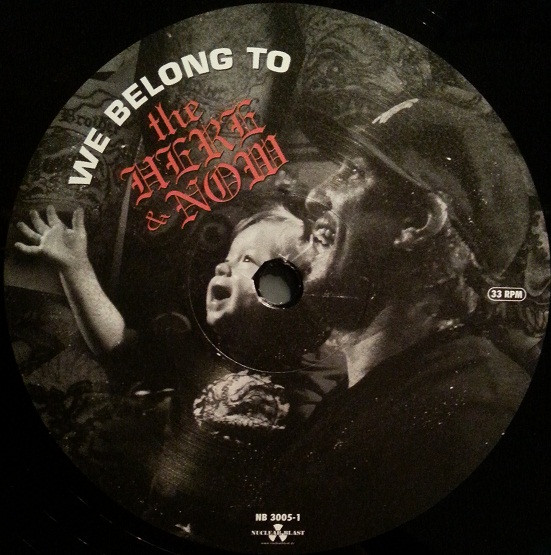 WE BELONG TO
the
HERE
& NOW
33 RPM
NB 3005-1
NUCLEAR BLAST